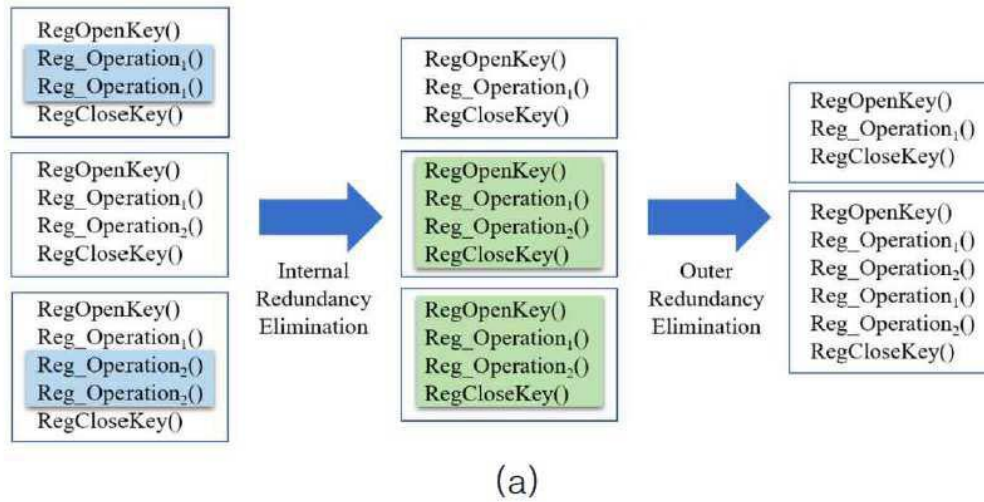 RegOpenKey()
Reg_Operation₁()
Reg_Operation₁()
RegCloseKey()
RegOpenKey()
Reg_Operation₁()
Reg_Operation₂()
RegCloseKey()
RegOpenKey()
Reg_Operation₁()
Reg_Operation₂()
Reg_Operation₂()
RegCloseKey()
Internal
Redundancy
Elimination
RegOpenKey()
Reg_Operation₁()
RegCloseKey()
RegOpenKey()
Reg_Operation₁()
Reg_Operation₂()
RegCloseKey()
RegOpenKey()
Reg_Operation₁()
Reg_Operation₂()
RegCloseKey()
Outer
Redundancy
Elimination
RegOpenKey()
Reg_Operation₁()
RegCloseKey()
RegOpenKey()
Reg_Operation₁()
Reg_Operation₂()
Reg_Operation₁()
Reg_Operation₂()
RegCloseKey()
(a)